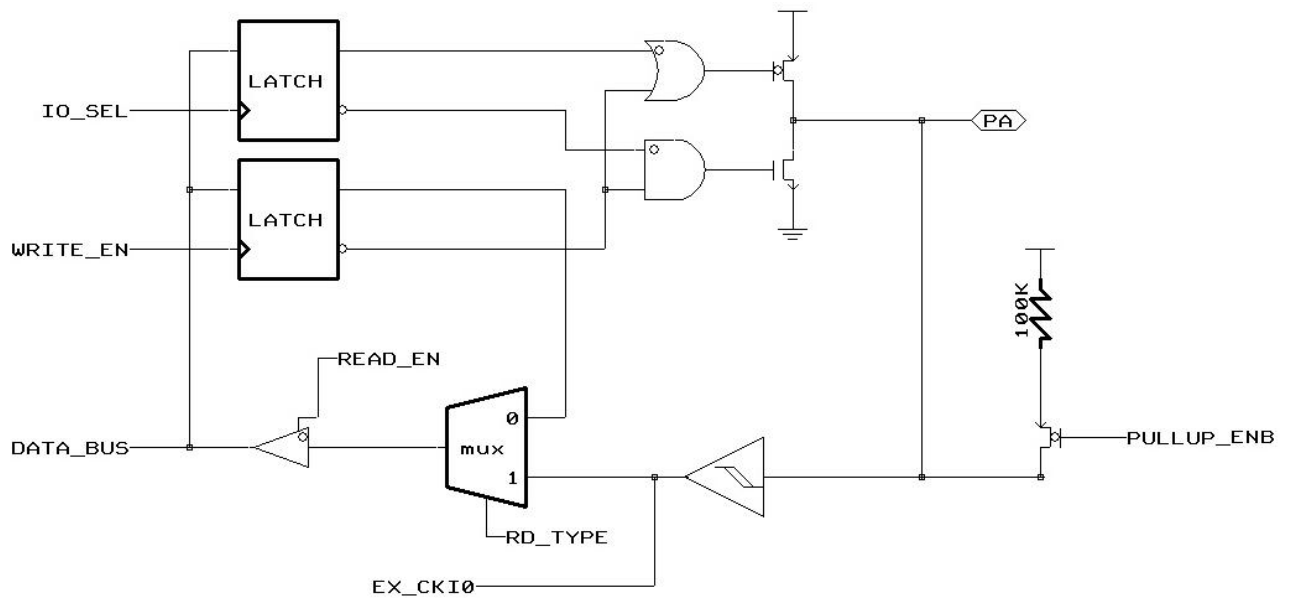 LATCH
IO_SEL
PA
LATCH
WRITE_EN
100K
READ_EN
0
DATA_BUS
mux
PULLUP_ENB
1
RD_TYPE
EX_CKI0